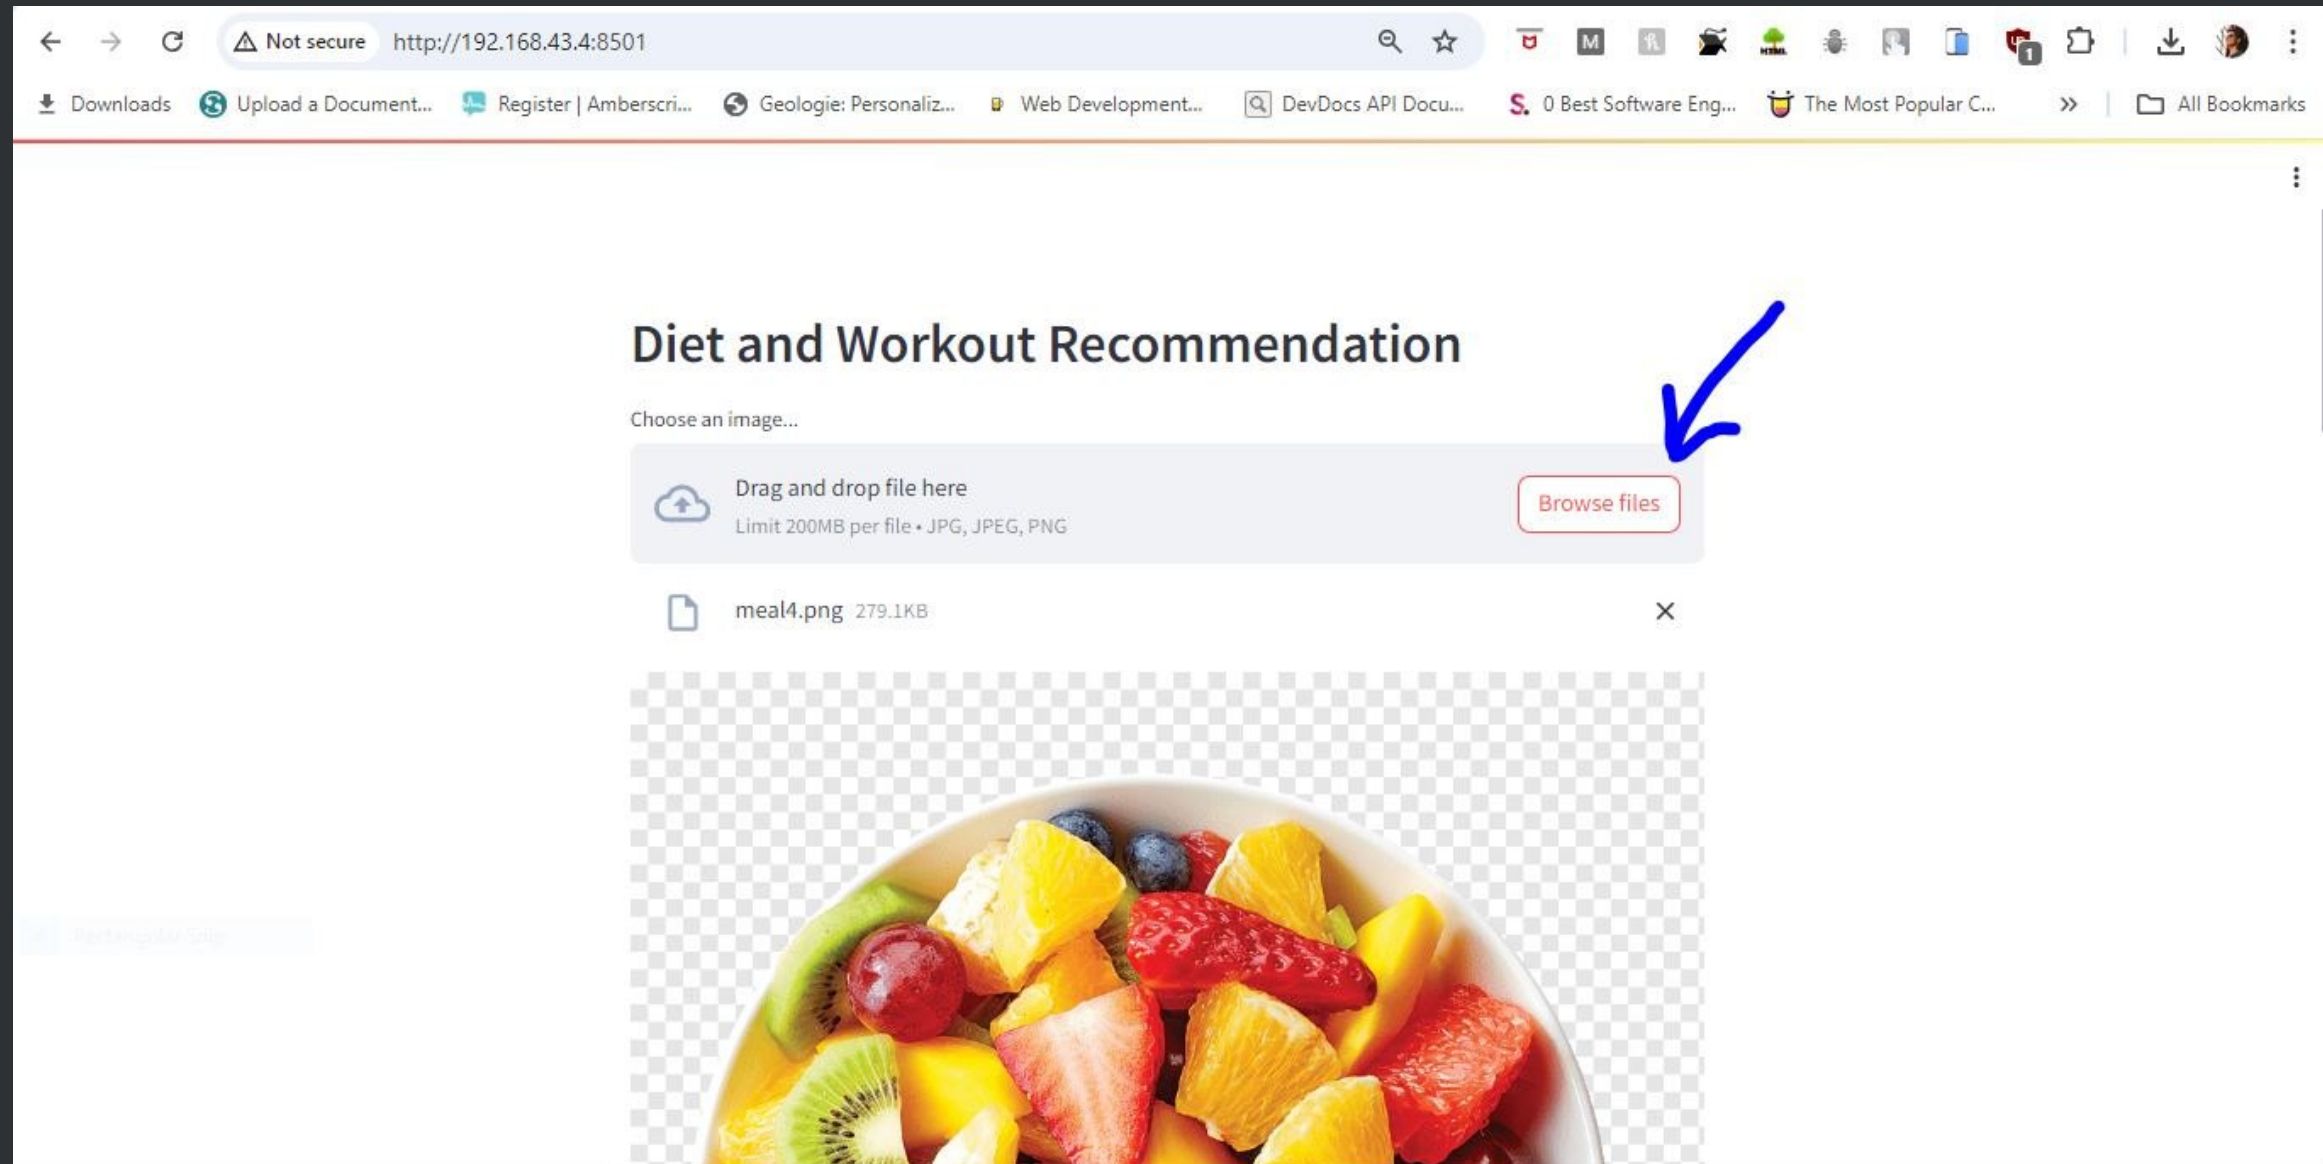 Not secure http://192.168.43.4:8501
1
Downloads Upload a Document... Register | Amberscri... Geologie: Personaliz... Web Development... DevDocs API Docu... S. 0 Best Software Eng... The Most Popular C... » All Bookmarks
Diet and Workout Recommendation
Choose an image...
Drag and drop file here
Browse files
Limit 200MB per file • JPG, JPEG, PNG
meal4.png 279.1KB